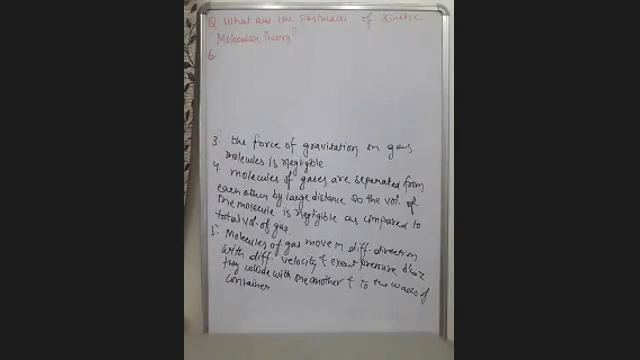 Q What are the Postulates of Kinetic
Molecular Theory?
6.
3. the force of gravitation on gas
molecules is negligible
4. molecules of gases are separated from
each other by large distance so the vol. of
the molecule is negligible as compared to
total vol. of gas.
5. Molecules of gas move in diff. direction
with diff. velocity & exert pressure b'coz
they collide with one another & to the walls of
container